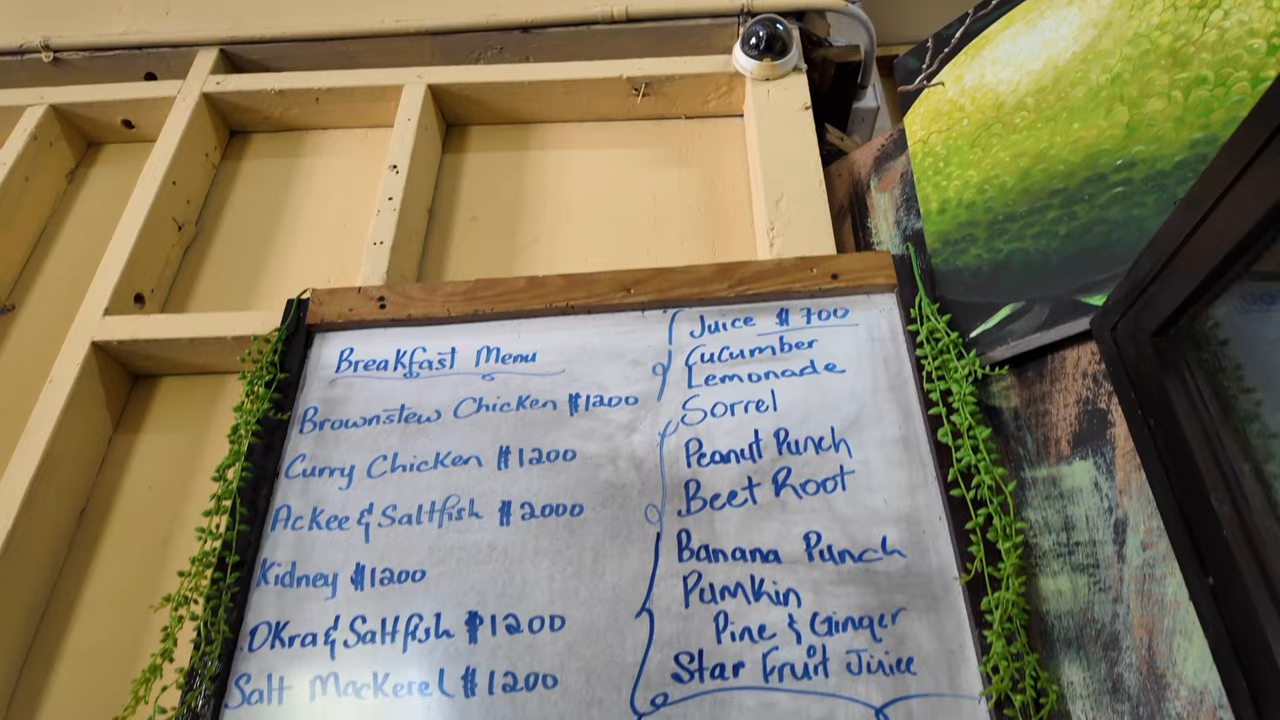 Breakfast Menu
Brownstew Chicken $1200
Curry Chicken $1200
Ackee & Saltfish $2000
Kidney $1200
Okra & Saltfish $1200
Salt Mackerel $1200
Juice $700
Cucumber
Lemonade
Sorrel
Peanut Punch
Beet Root
Banana Punch
Pumkin
Pine & Ginger
Star Fruit Juice